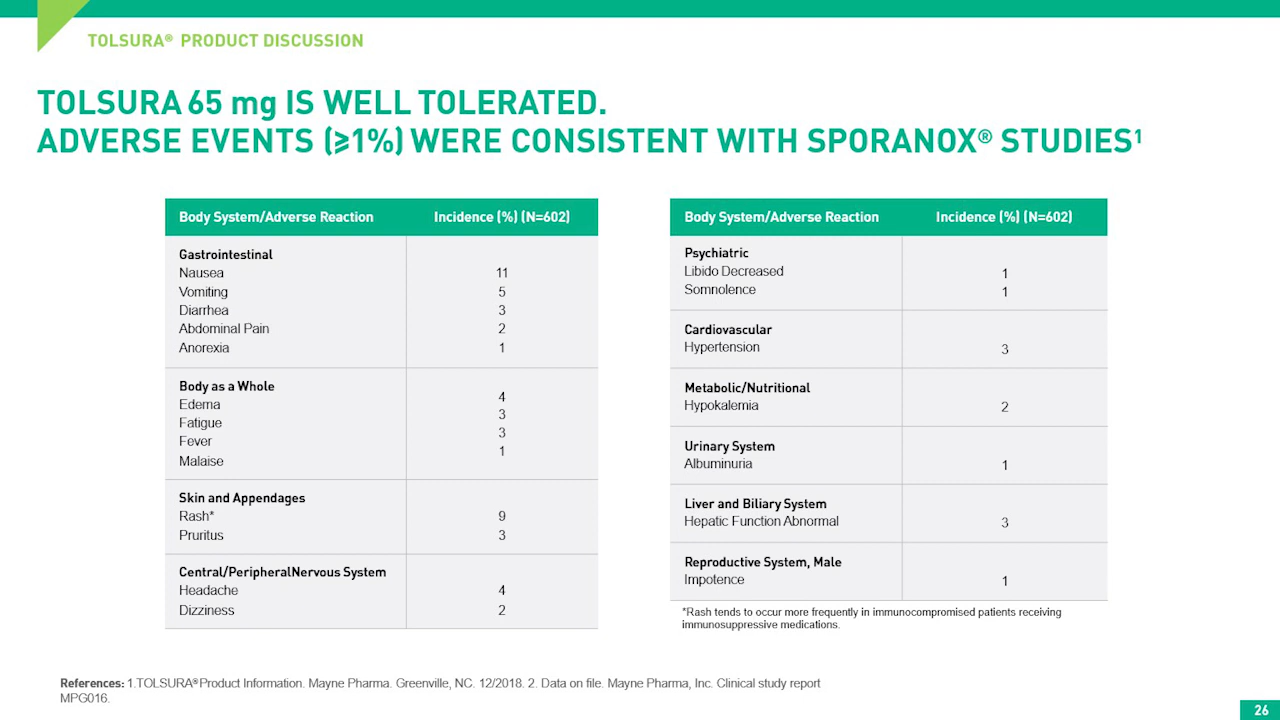 TOLSURA® PRODUCT DISCUSSION
TOLSURA 65 mg IS WELL TOLERATED.
ADVERSE EVENTS (⩾1%) WERE CONSISTENT WITH SPORANOX® STUDIES¹
Body System/Adverse Reaction Incidence (%) (N=602)
Gastrointestinal
Nausea 11
Vomiting 5
Diarrhea 3
Abdominal Pain 2
Anorexia 1
Body as a Whole
Edema 4
Fatigue 3
Fever 3
Malaise 1
Skin and Appendages
Rash* 9
Pruritus 3
Central/PeripheralNervous System
Headache 4
Dizziness 2
Body System/Adverse Reaction Incidence (%) (N=602)
Psychiatric
Libido Decreased 1
Somnolence 1
Cardiovascular
Hypertension 3
Metabolic/Nutritional
Hypokalemia 2
Urinary System
Albuminuria 1
Liver and Biliary System
Hepatic Function Abnormal 3
Reproductive System, Male
Impotence 1
*Rash tends to occur more frequently in immunocompromised patients receiving
immunosuppressive medications.
References: 1.TOLSURA®Product Information. Mayne Pharma. Greenville, NC. 12/2018. 2. Data on file. Mayne Pharma, Inc. Clinical study report
MPG016.
26